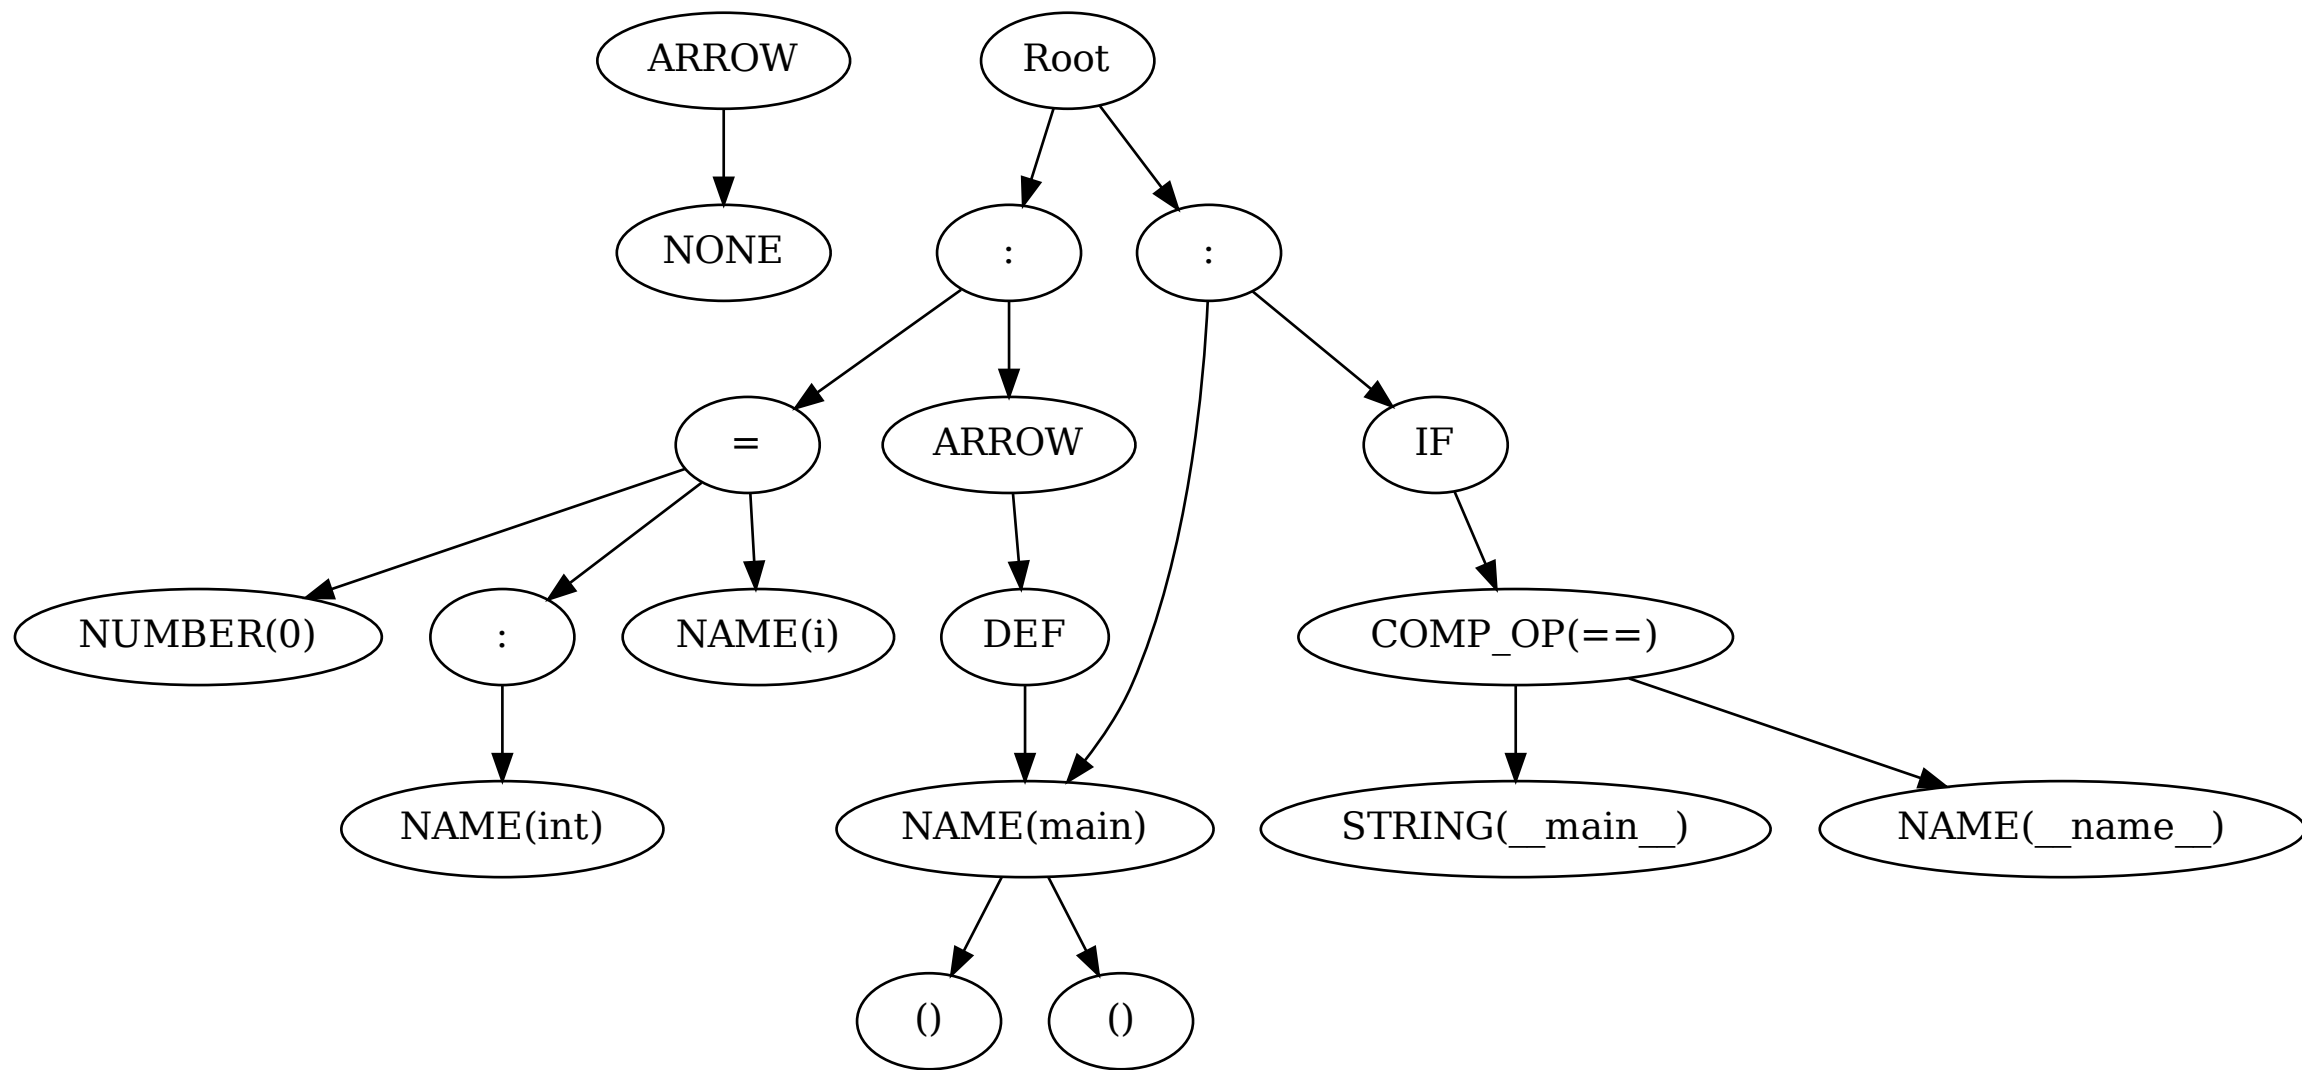 ARROW
Root
NONE
:
:
=
ARROW
IF
NUMBER(0)
:
NAME(i)
DEF
COMP_OP(==)
NAME(int)
NAME(main)
STRING(__main__)
NAME(__name__)
()
()